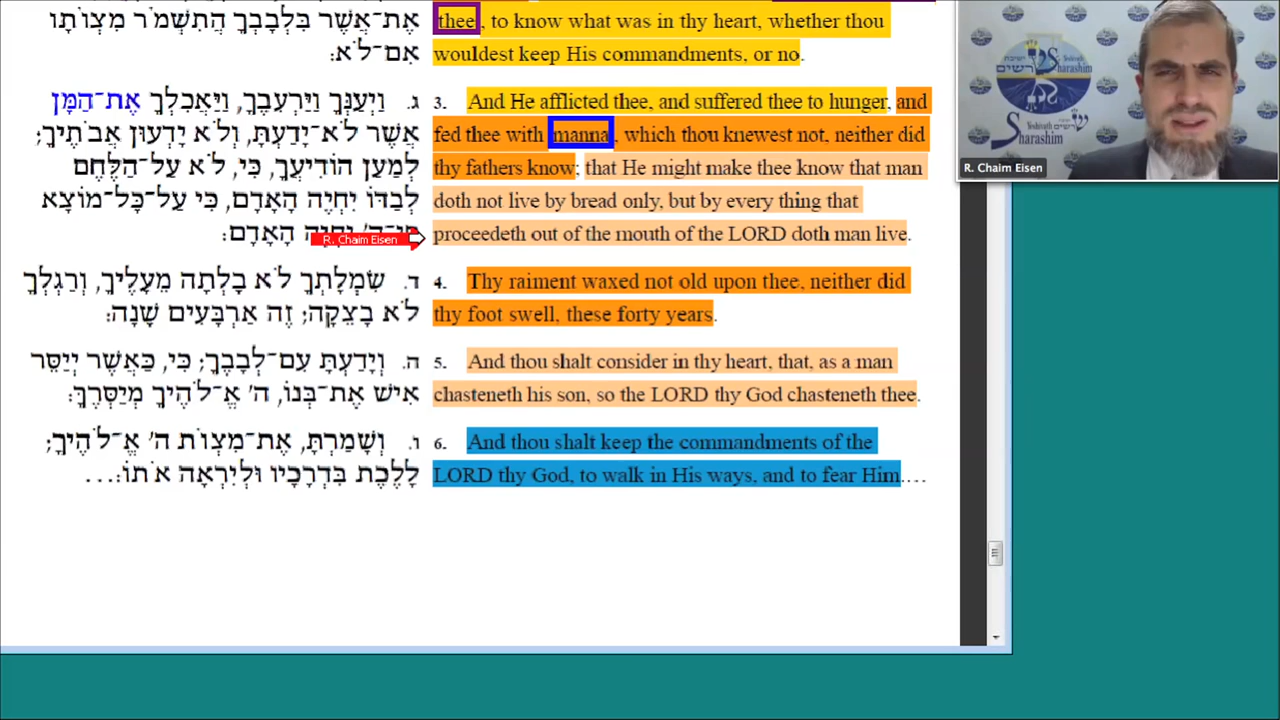 אֶת־אֲשֶׁר בִּלְבָבְךָ הֲתִשְׁמֹר מִצְוֺתָו
אִם־לֹא:
thee, to know what was in thy heart, whether thou
wouldest keep His commandments, or no.
ג. וַיְעַנְּךָ וַיַּרְעִבֶךָ, וַיַּאֲכִלְךָ אֶת־הַמָּן
אֲשֶׁר לֹא־יָדַעְתָּ, וְלֹא יָדְעוּן אֲבֹתֶיךָ;
לְמַעַן הוֹדִיעֲךָ, כִּי, לֹא עַל־הַלֶּחֶם
לְבַדּוֹ יִחְיֶה הָאָדָם, כִּי עַל־כָּל־מוֹצָא
פִי־ה' יִחְיֶה הָאָדָם:
3. And He afflicted thee, and suffered thee to hunger, and
fed thee with manna, which thou knewest not, neither did
thy fathers know; that He might make thee know that man
doth not live by bread only, but by every thing that
proceedeth out of the mouth of the LORD doth man live.
R. Chaim Eisen
ד. שִׂמְלָתְךָ לֹא בָלְתָה מֵעָלֶיךָ, וְרַגְלְךָ
לֹא בָצֵקָה; זֶה אַרְבָּעִים שָׁנָה:
4. Thy raiment waxed not old upon thee, neither did
thy foot swell, these forty years.
ה. וְיָדַעְתָּ עִם־לְבָבֶךָ; כִּי, כַּאֲשֶׁר יְיַסֵּר
אִישׁ אֶת־בְּנוֹ, ה' אֱ־לֹהֶיךָ מְיַסְּרֶךָּ:
5. And thou shalt consider in thy heart, that, as a man
chasteneth his son, so the LORD thy God chasteneth thee.
ו. וְשָׁמַרְתָּ, אֶת־מִצְוֺת ה' אֱ־לֹהֶיךָ;
לָלֶכֶת בִּדְרָכָיו וּלְיִרְאָה אֹתוֹ:...
6. And thou shalt keep the commandments of the
LORD thy God, to walk in His ways, and to fear Him....
Yeshivath
Sharashim
R. Chaim Eisen